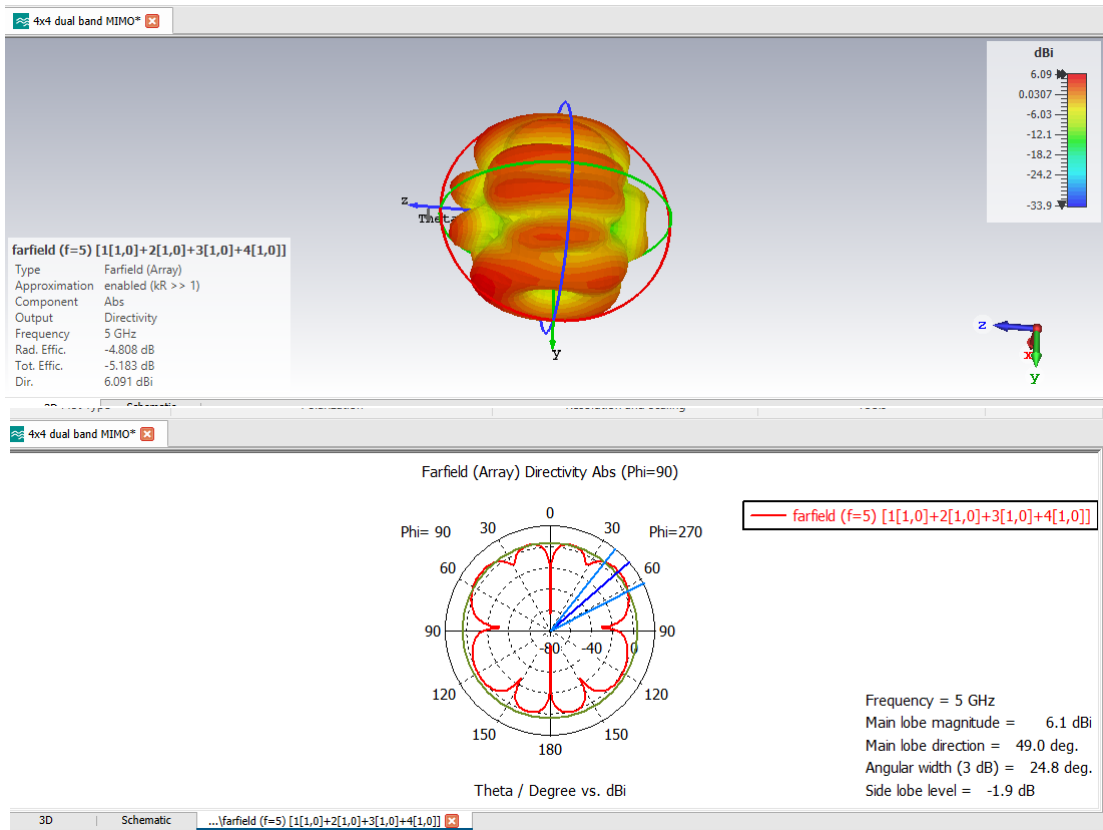 4x4 dual band MIMO*
dBi
6.09
0.0307
-6.03
-12.1
-18.2
-24.2
-33.9
z
Theta
y
farfield (f=5) [1[1,0]+2[1,0]+3[1,0]+4[1,0]]
Type Farfield (Array)
Approximation enabled (kR >> 1)
Component Abs
Output Directivity
Frequency 5 GHz
Rad. Effic. -4.808 dB
Tot. Effic. -5.183 dB
Dir. 6.091 dBi
z
x
y
Schematic
4x4 dual band MIMO*
Farfield (Array) Directivity Abs (Phi=90)
farfield (f=5) [1[1,0]+2[1,0]+3[1,0]+4[1,0]]
0
Phi= 90 30 30 Phi=270
60 60
90 -80 -40 0 90
120 120
150 150
180
Theta / Degree vs. dBi
Frequency = 5 GHz
Main lobe magnitude = 6.1 dBi
Main lobe direction = 49.0 deg.
Angular width (3 dB) = 24.8 deg.
Side lobe level = -1.9 dB
3D Schematic ...\farfield (f=5) [1[1,0]+2[1,0]+3[1,0]+4[1,0]]